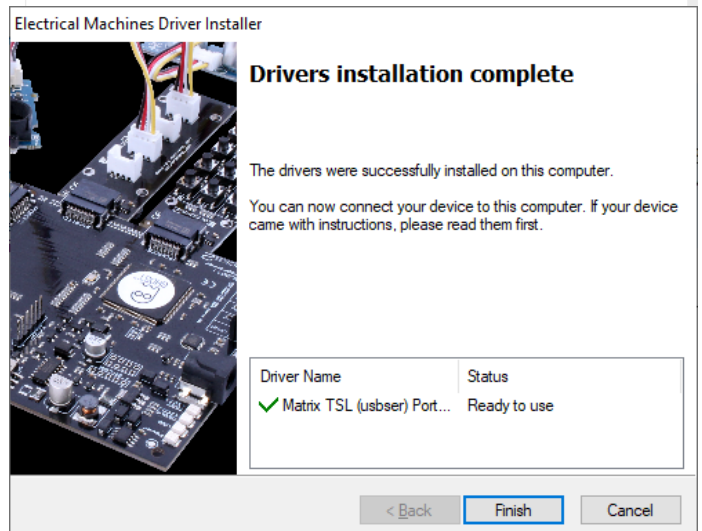 Electrical Machines Driver Installer
Drivers installation complete
The drivers were successfully installed on this computer.
You can now connect your device to this computer. If your device
came with instructions, please read them first.
Driver Name Status
Matrix TSL (usbser) Port... Ready to use
< Back Finish Cancel